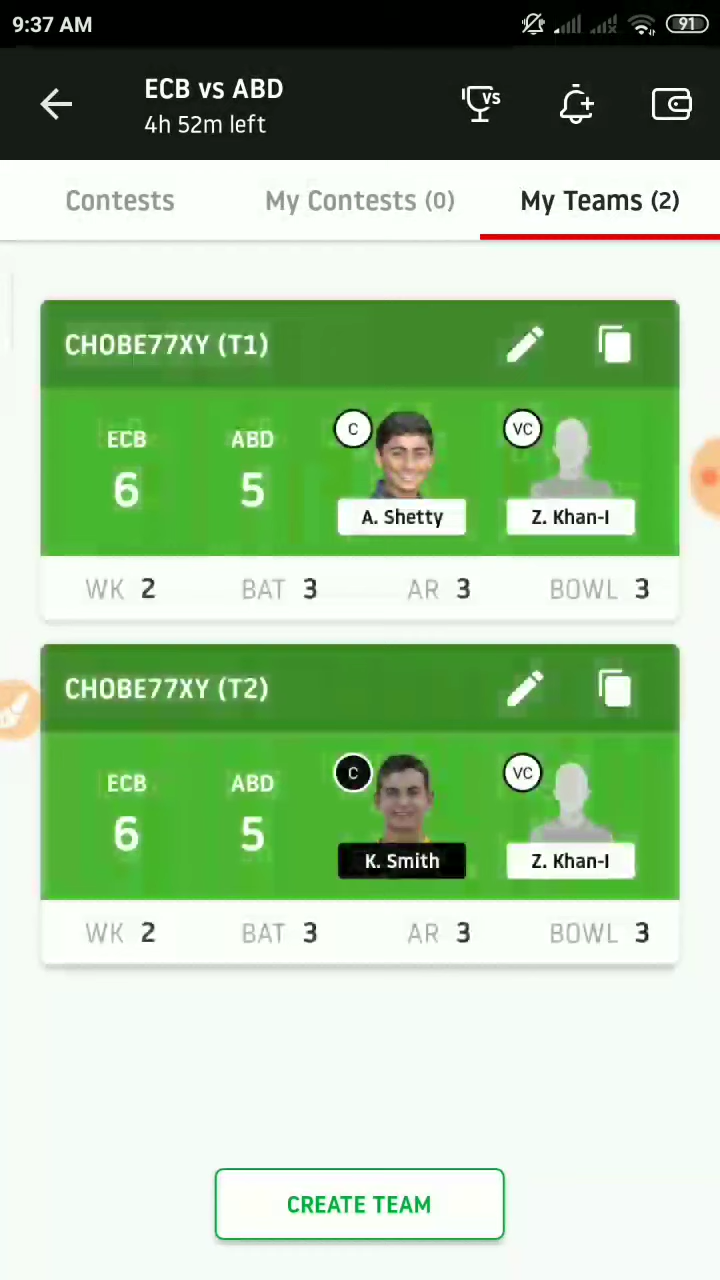 9:37 AM 91
ECB vs ABD
4h 52m left
VS
Contests My Contests (0) My Teams (2)
CHOBE77XY (T1)
C VC
ECB ABD
6 5
A. Shetty Z. Khan-I
WK 2 BAT 3 AR 3 BOWL 3
CHOBE77XY (T2)
C VC
ECB ABD
6 5
K. Smith Z. Khan-I
WK 2 BAT 3 AR 3 BOWL 3
CREATE TEAM